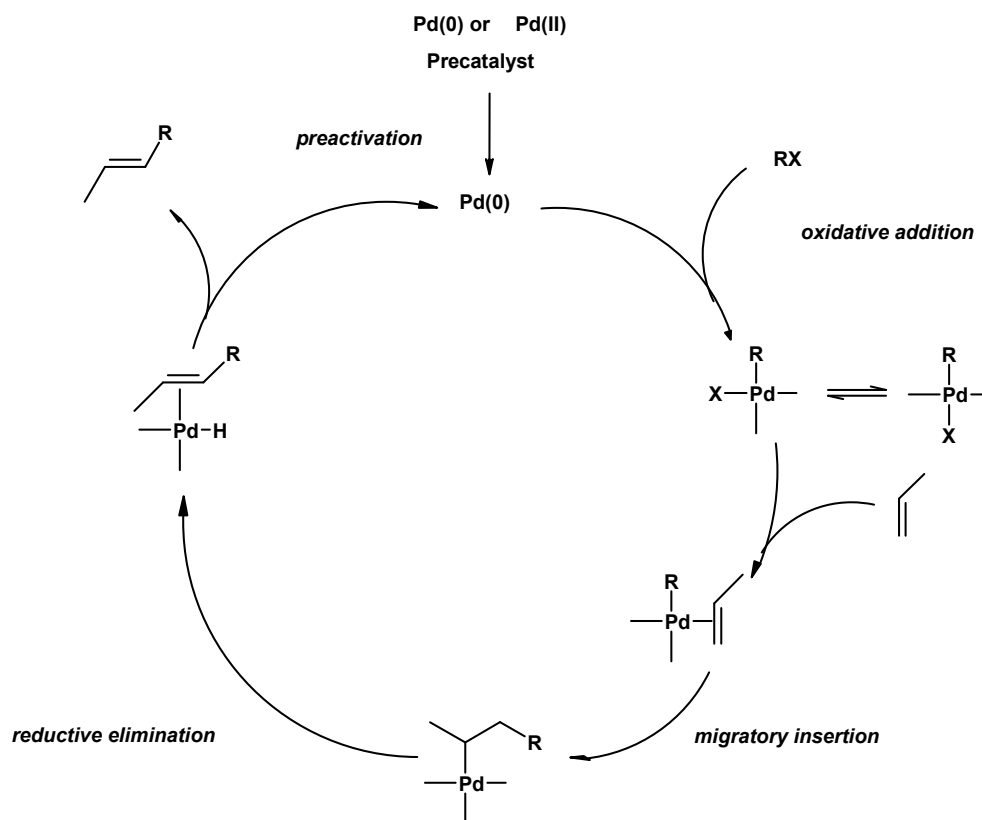 Pd(0) or Pd(II)
Precatalyst
preactivation
R
RX
Pd(0)
oxidative addition
R
R
R
X Pd
Pd
X
Pd H
R
Pd
reductive elimination
R
migratory insertion
Pd